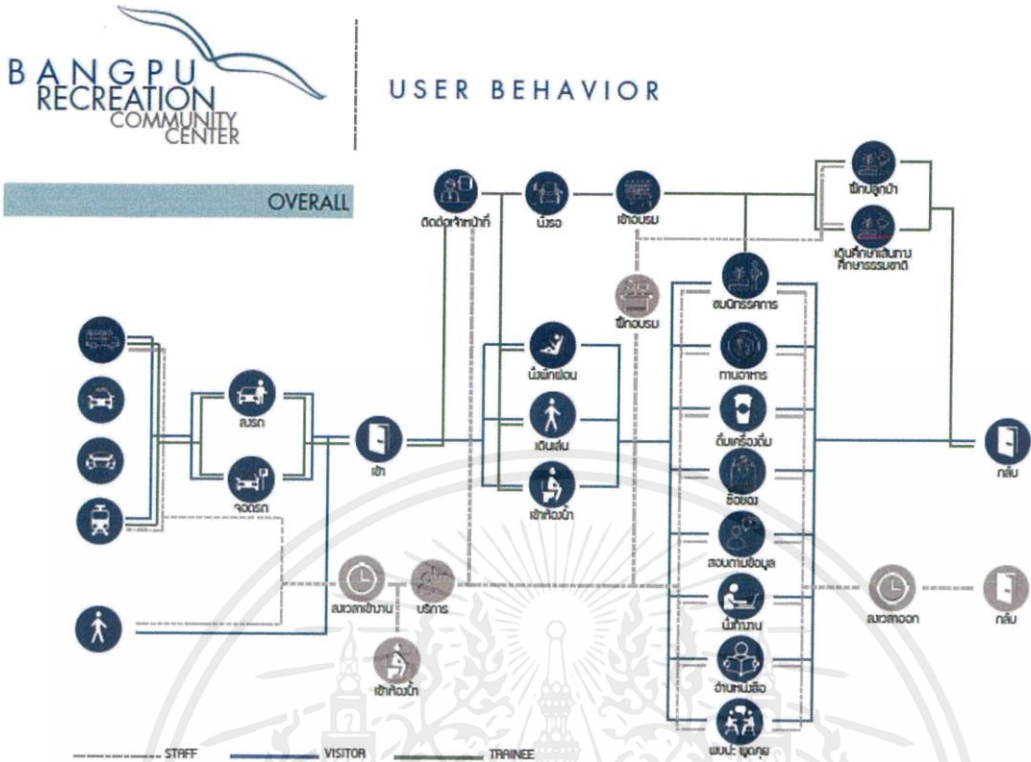 BANGPU
RECREATION
COMMUNITY
CENTER
USER BEHAVIOR
OVERALL
ติดต่อเจ้าหน้าที่
นั่งรอ
เข้าอบรม
ฝึกปลูกป่า
เดินศึกษาเส้นทาง
ศึกษาธรรมชาติ
ฝึกอบรม
ชมนิทรรศการ
นั่งพักผ่อน
ทานอาหาร
ลงรถ
เดินเล่น
ดื่มเครื่องดื่ม
เข้า
กลับ
จอดรถ
เข้าห้องน้ำ
ซื้อของ
สอบถามข้อมูล
ลงเวลาเข้างาน
บริการ
นั่งทำงาน
ลงเวลาออก
กลับ
เข้าห้องน้ำ
อ่านหนังสือ
พบปะ พูดคุย
STAFF
VISITOR
TRAINEE